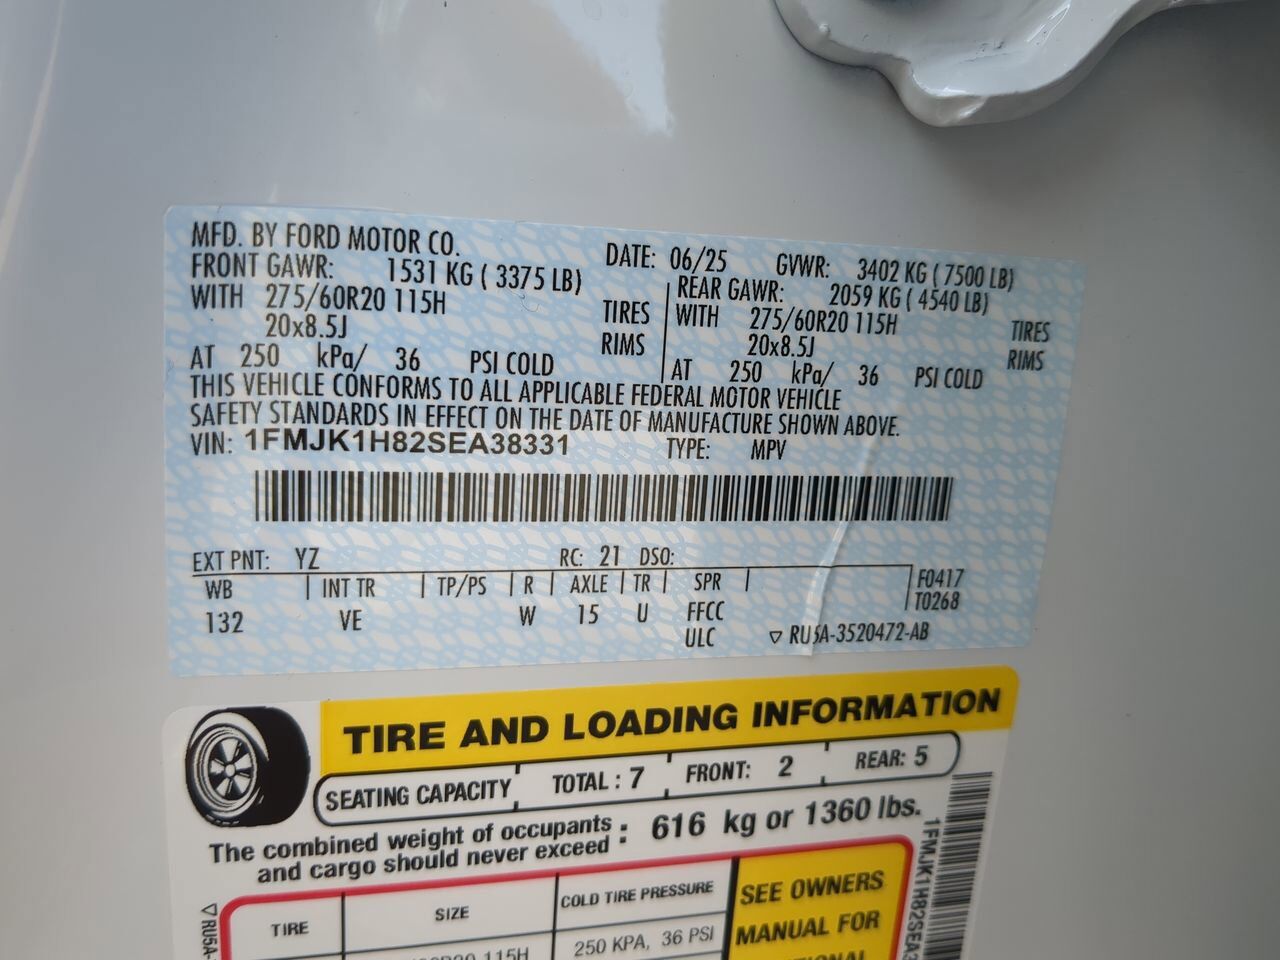 MFD. BY FORD MOTOR CO.
DATE: 06/25 GVWR: 3402 KG ( 7500 LB)
FRONT GAWR: 1531 KG ( 3375 LB)
REAR GAWR: 2059 KG ( 4540 LB)
WITH 275/60R20 115H TIRES
WITH 275/60R20 115H TIRES
20x8.5J RIMS
20x8.5J RIMS
AT 250 kPa/ 36 PSI COLD
AT 250 kPa/ 36 PSI COLD
THIS VEHICLE CONFORMS TO ALL APPLICABLE FEDERAL MOTOR VEHICLE
SAFETY STANDARDS IN EFFECT ON THE DATE OF MANUFACTURE SHOWN ABOVE.
VIN: 1FMJK1H82SEA38331 TYPE: MPV
EXT PNT: YZ RC: 21 DSO:
WB INT TR TP/PS R AXLE TR SPR F0417
T0268
132 VE W 15 U FFCC
ULC ▽ RU5A-3520472-AB
TIRE AND LOADING INFORMATION
SEATING CAPACITY TOTAL : 7 FRONT: 2 REAR: 5
The combined weight of occupants
and cargo should never exceed : 616 kg or 1360 lbs.
TIRE SIZE COLD TIRE PRESSURE
250 KPA, 36 PSI
SEE OWNERS
MANUAL FOR
▽ RU5A-
1FMJK1H82SEA